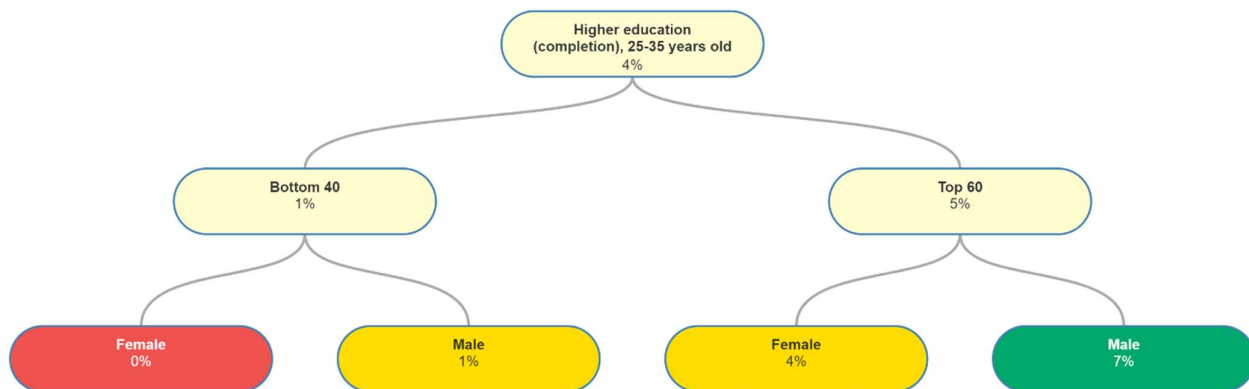 Higher education
(completion), 25-35 years old
4%
Bottom 40
1%
Top 60
5%
Female
0%
Male
1%
Female
4%
Male
7%